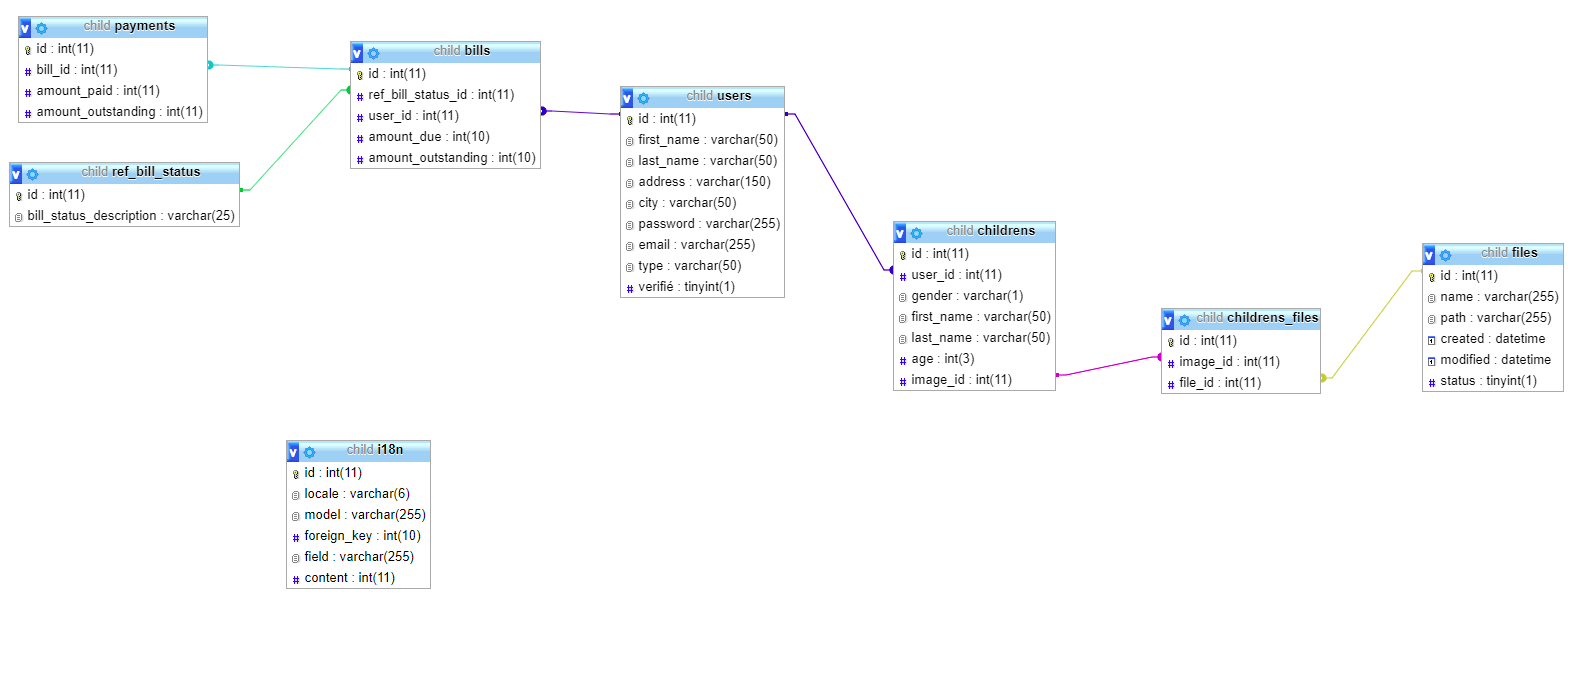 child payments
id : int(11)
bill_id : int(11)
amount_paid : int(11)
amount_outstanding : int(11)
child ref_bill_status
id : int(11)
bill_status_description : varchar(25)
child bills
id : int(11)
ref_bill_status_id : int(11)
user_id : int(11)
amount_due : int(10)
amount_outstanding : int(10)
child users
id : int(11)
first_name : varchar(50)
last_name : varchar(50)
address : varchar(150)
city : varchar(50)
password : varchar(255)
email : varchar(255)
type : varchar(50)
verifié : tinyint(1)
child childrens
id : int(11)
user_id : int(11)
gender : varchar(1)
first_name : varchar(50)
last_name : varchar(50)
age : int(3)
image_id : int(11)
child childrens_files
id : int(11)
image_id : int(11)
file_id : int(11)
child files
id : int(11)
name : varchar(255)
path : varchar(255)
created : datetime
modified : datetime
status : tinyint(1)
child i18n
id : int(11)
locale : varchar(6)
model : varchar(255)
foreign_key : int(10)
field : varchar(255)
content : int(11)